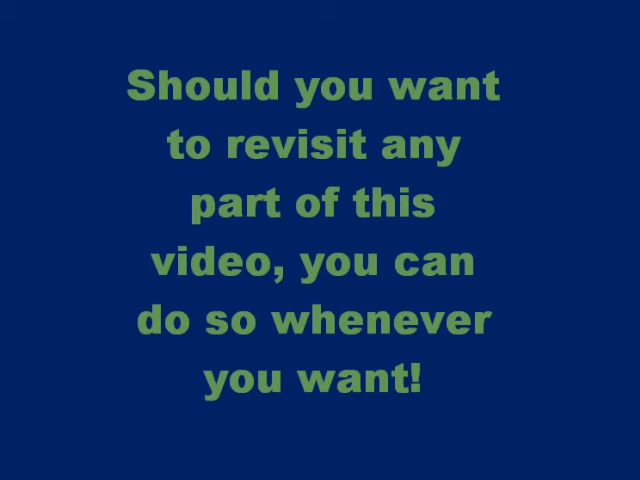 Should you want
to revisit any
part of this
video, you can
do so whenever
you want!